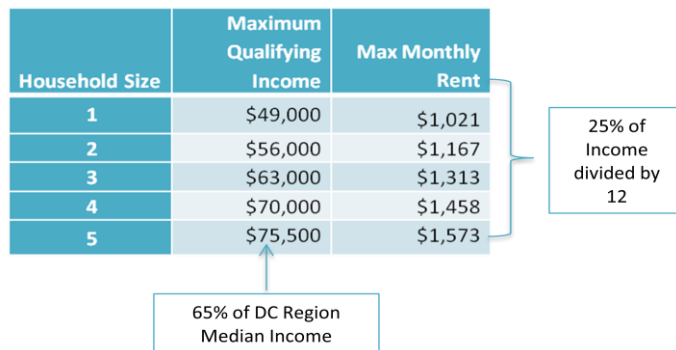 Household Size
Maximum
Qualifying
Income
Max Monthly
Rent
1 $49,000 $1,021
2 $56,000 $1,167
3 $63,000 $1,313
4 $70,000 $1,458
5 $75,500 $1,573
25% of
Income
divided by
12
65% of DC Region
Median Income